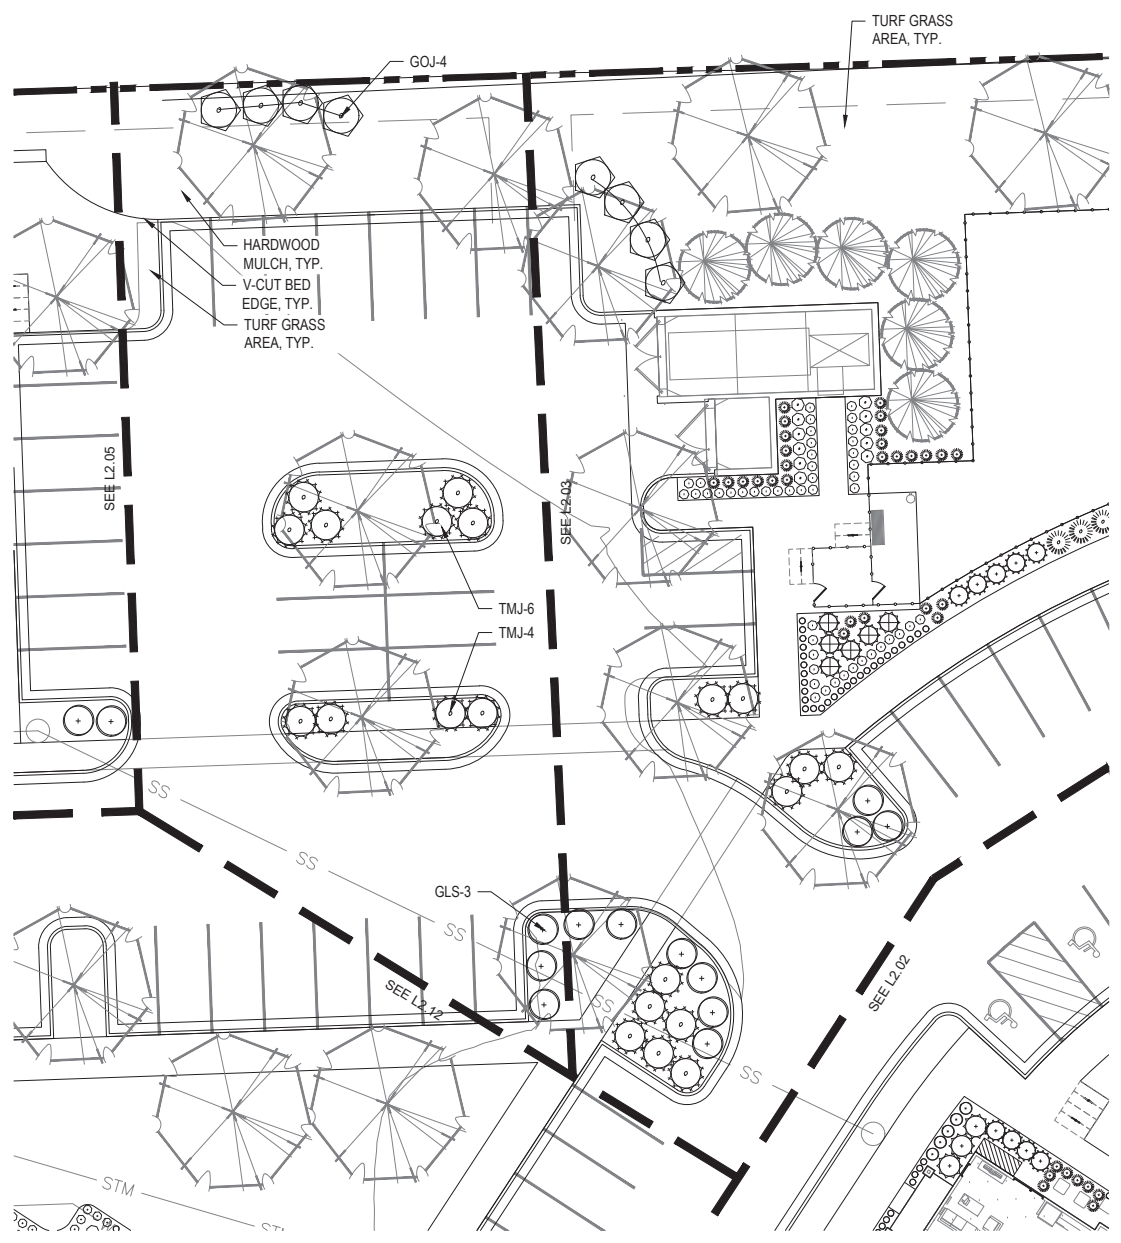 TURF GRASS
AREA, TYP.
GOJ-4
HARDWOOD
MULCH, TYP.
V-CUT BED
EDGE, TYP.
TURF GRASS
AREA, TYP.
SEE L2.05
SEE L2.03
TMJ-6
TMJ-4
SS
SS
GLS-3
SS
SEE L2.12
SS
SEE L2.02
SS
STM